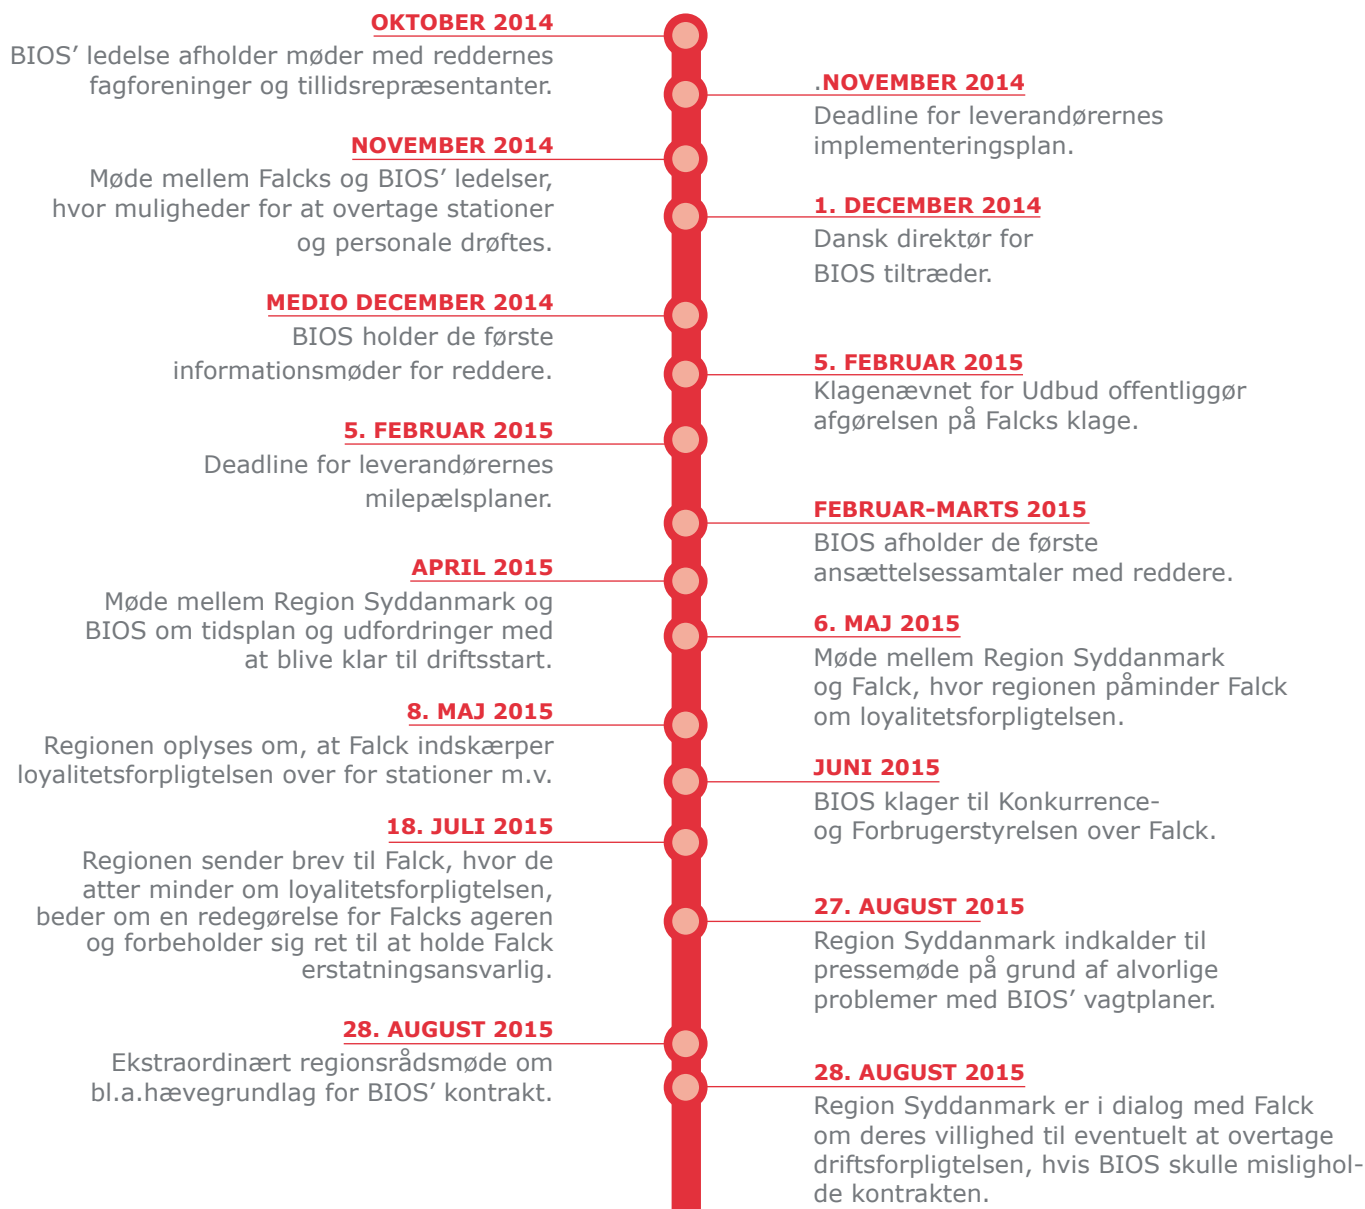 OKTOBER 2014
BIOS’ ledelse afholder møder med reddernes
fagforeninger og tillidsrepræsentanter.
.NOVEMBER 2014
Deadline for leverandørernes
implementeringsplan.
NOVEMBER 2014
Møde mellem Falcks og BIOS’ ledelser,
hvor muligheder for at overtage stationer
og personale drøftes.
1. DECEMBER 2014
Dansk direktør for
BIOS tiltræder.
MEDIO DECEMBER 2014
BIOS holder de første
informationsmøder for reddere.
5. FEBRUAR 2015
Klagenævnet for Udbud offentliggør
afgørelsen på Falcks klage.
5. FEBRUAR 2015
Deadline for leverandørernes
milepælsplaner.
FEBRUAR-MARTS 2015
BIOS afholder de første
ansættelsessamtaler med reddere.
APRIL 2015
Møde mellem Region Syddanmark og
BIOS om tidsplan og udfordringer med
at blive klar til driftsstart.
6. MAJ 2015
Møde mellem Region Syddanmark
og Falck, hvor regionen påminder Falck
om loyalitetsforpligtelsen.
8. MAJ 2015
Regionen oplyses om, at Falck indskærper
loyalitetsforpligtelsen over for stationer m.v.
JUNI 2015
BIOS klager til Konkurrence-
og Forbrugerstyrelsen over Falck.
18. JULI 2015
Regionen sender brev til Falck, hvor de
atter minder om loyalitetsforpligtelsen,
beder om en redegørelse for Falcks ageren
og forbeholder sig ret til at holde Falck
erstatningsansvarlig.
27. AUGUST 2015
Region Syddanmark indkalder til
pressemøde på grund af alvorlige
problemer med BIOS’ vagtplaner.
28. AUGUST 2015
Ekstraordinært regionsrådsmøde om
bl.a.hævegrundlag for BIOS’ kontrakt.
28. AUGUST 2015
Region Syddanmark er i dialog med Falck
om deres villighed til eventuelt at overtage
driftsforpligtelsen, hvis BIOS skulle mislighol-
de kontrakten.